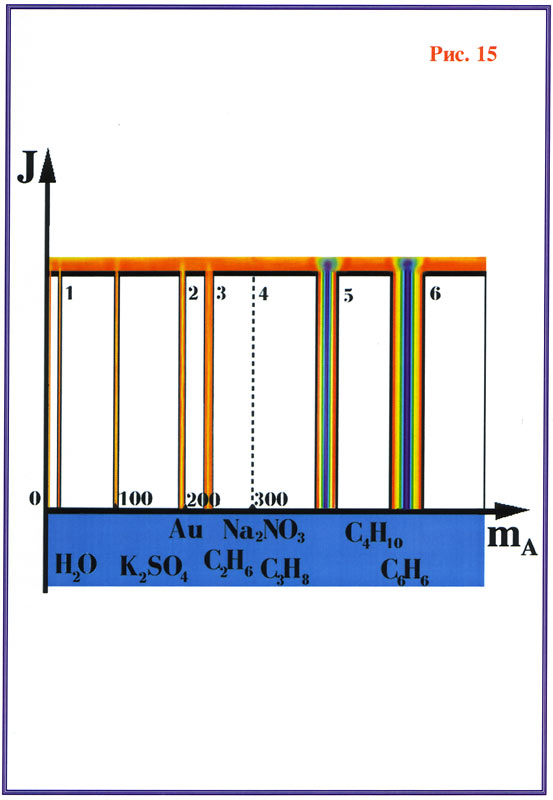 Рис. 15
J
1 2 3 4 5 6
0 100 200 300
m_A
Au Na₂NO₃ C₄H₁₀
H₂O K₂SO₄ C₂H₆ C₃H₈ C₆H₆